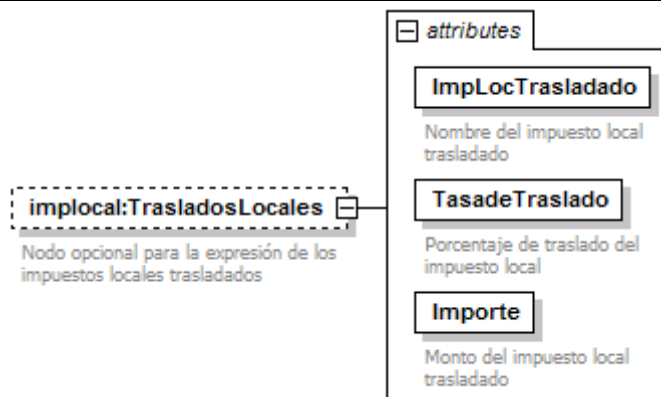 attributes
ImpLocTrasladado
Nombre del impuesto local
trasladado
implocal:TrasladosLocales
Nodo opcional para la expresión de los
impuestos locales trasladados
TasadeTraslado
Porcentaje de traslado del
impuesto local
Importe
Monto del impuesto local
trasladado